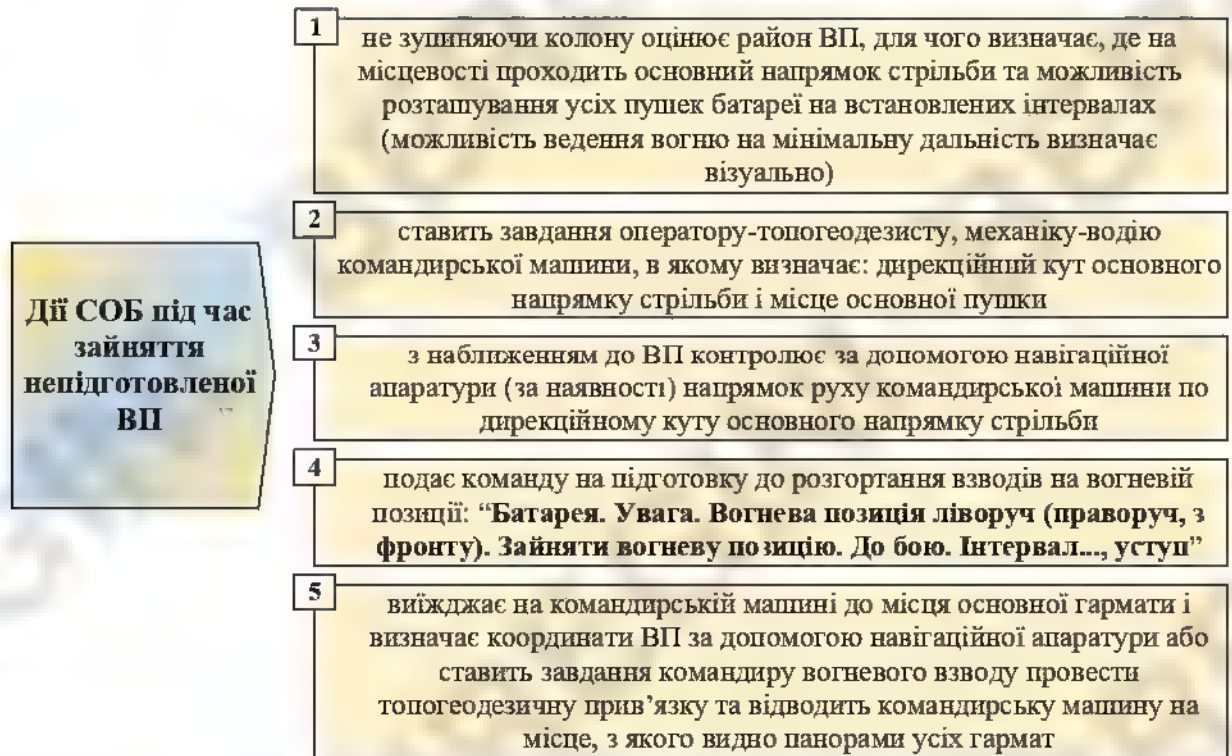 Дії СОБ під час
зайняття
непідготовленої
ВП
1
не зупиняючи колону оцінює район ВП, для чого визначає, де на
місцевості проходить основний напрямок стрільби та можливість
розташування усіх пушек батареї на встановлених інтервалах
(можливість ведення вогню на мінімальну дальність визначає
візуально)
2
ставить завдання оператору-топогеодезисту, механіку-водію
командирської машини, в якому визначає: дирекційний кут основного
напрямку стрільби і місце основної пушки
3
з наближенням до ВП контролює за допомогою навігаційної
апаратури (за наявності) напрямок руху командирської машини по
дирекційному куту основного напрямку стрільби
4
подає команду на підготовку до розгортання взводів на вогневій
позиції: “Батарея. Увага. Вогнева позиція ліворуч (праворуч, з
фронту). Зайняти вогневу позицію. До бою. Інтервал..., уступ”
5
виїжджає на командирській машині до місця основної гармати і
визначає координати ВП за допомогою навігаційної апаратури або
ставить завдання командиру вогневого взводу провести
топогеодезичну прив’язку та відводить командирську машину на
місце, з якого видно панорами усіх гармат